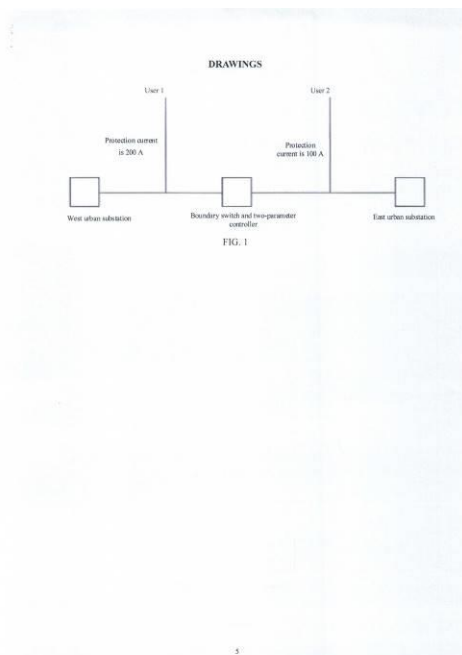 DRAWINGS
User 1
User 2
Protection current
is 200 A
Protection
current is 100 A
West urban substation
Boundary switch and two-parameter
controller
East urban substation
FIG. 1
5